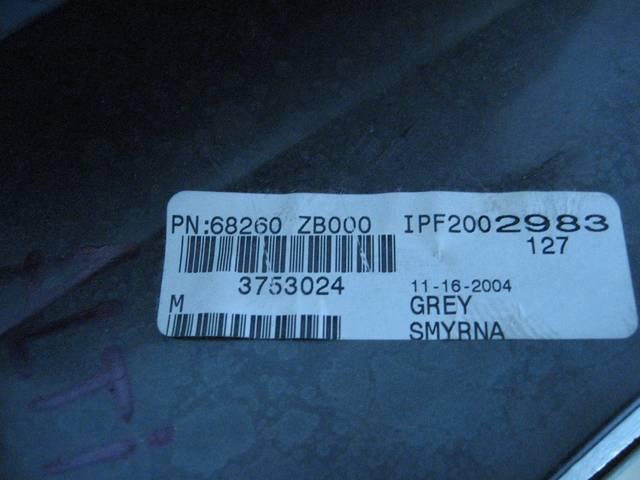 PN:68260 ZB000 IPF2002983
127
3753024
11-16-2004
M
GREY
SMYRNA